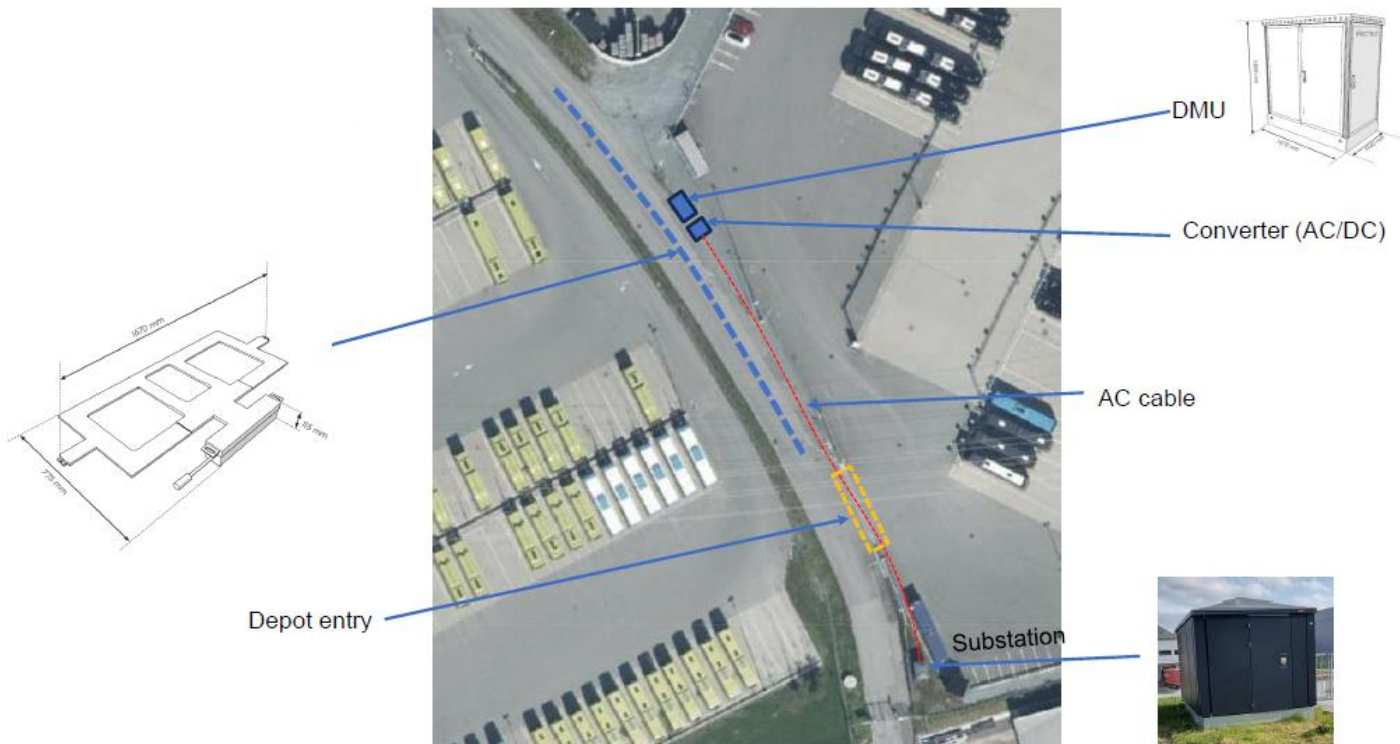 DMU
Converter (AC/DC)
1670 mm
115 mm
775 mm
AC cable
Depot entry
Substation